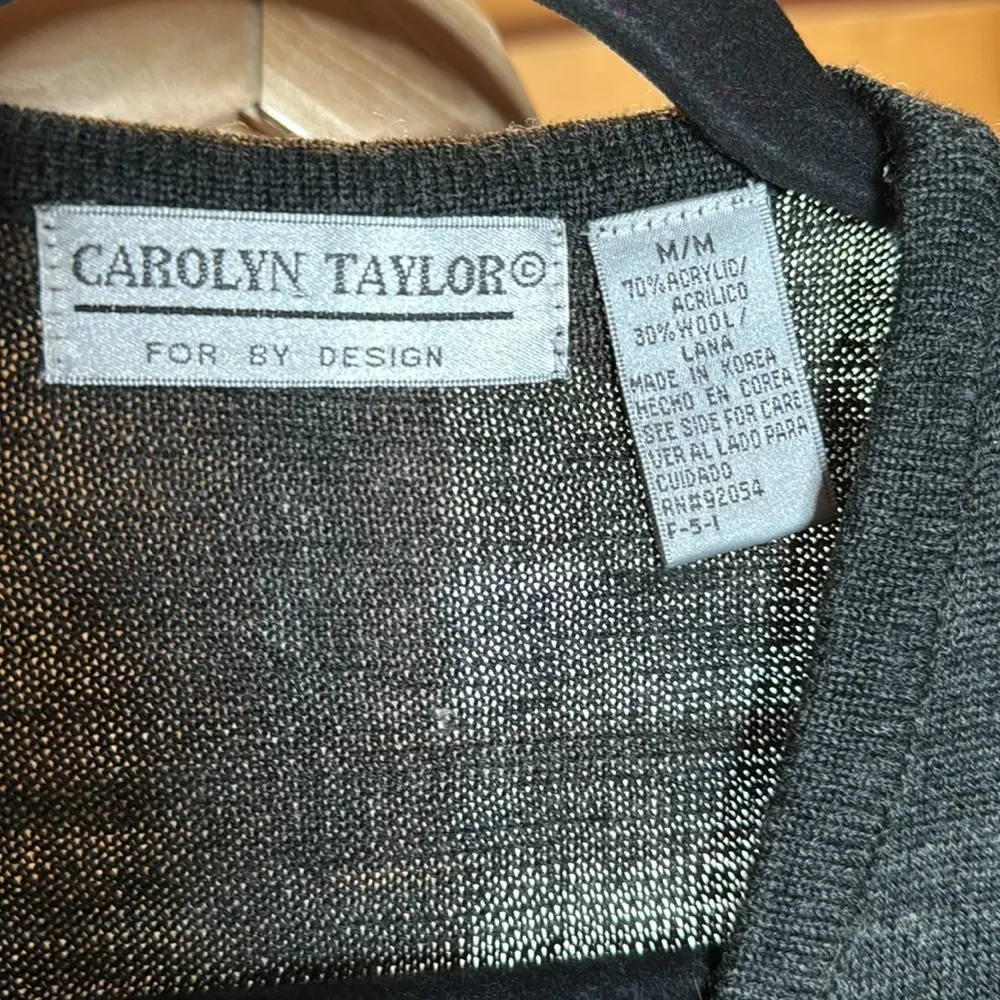 CAROLYN TAYLOR©
FOR BY DESIGN
M/M
70% ACRYLIC/
ACRILICO
30% WOOL/
LANA
MADE IN KOREA
HECHO EN COREA
SEE SIDE FOR CARE
VER AL LADO PARA
CUIDADO
RN#92054
F-5-1